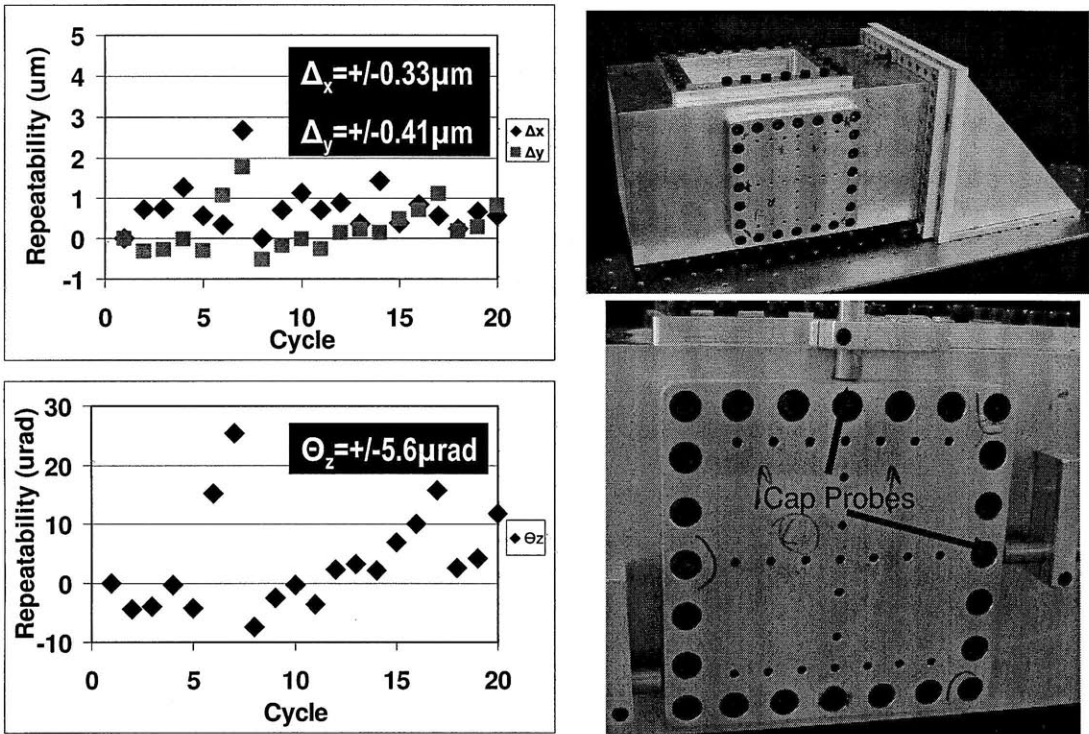 Repeatability (um)
5
4
3
2
1
0
-1
Δx=+/-0.33µm
Δy=+/-0.41µm
Δx
Δy
0
5
10
15
20
Cycle
Repeatability (urad)
30
20
10
0
-10
Θz=+/-5.6µrad
Θz
0
5
10
15
20
Cycle
Cap Probes